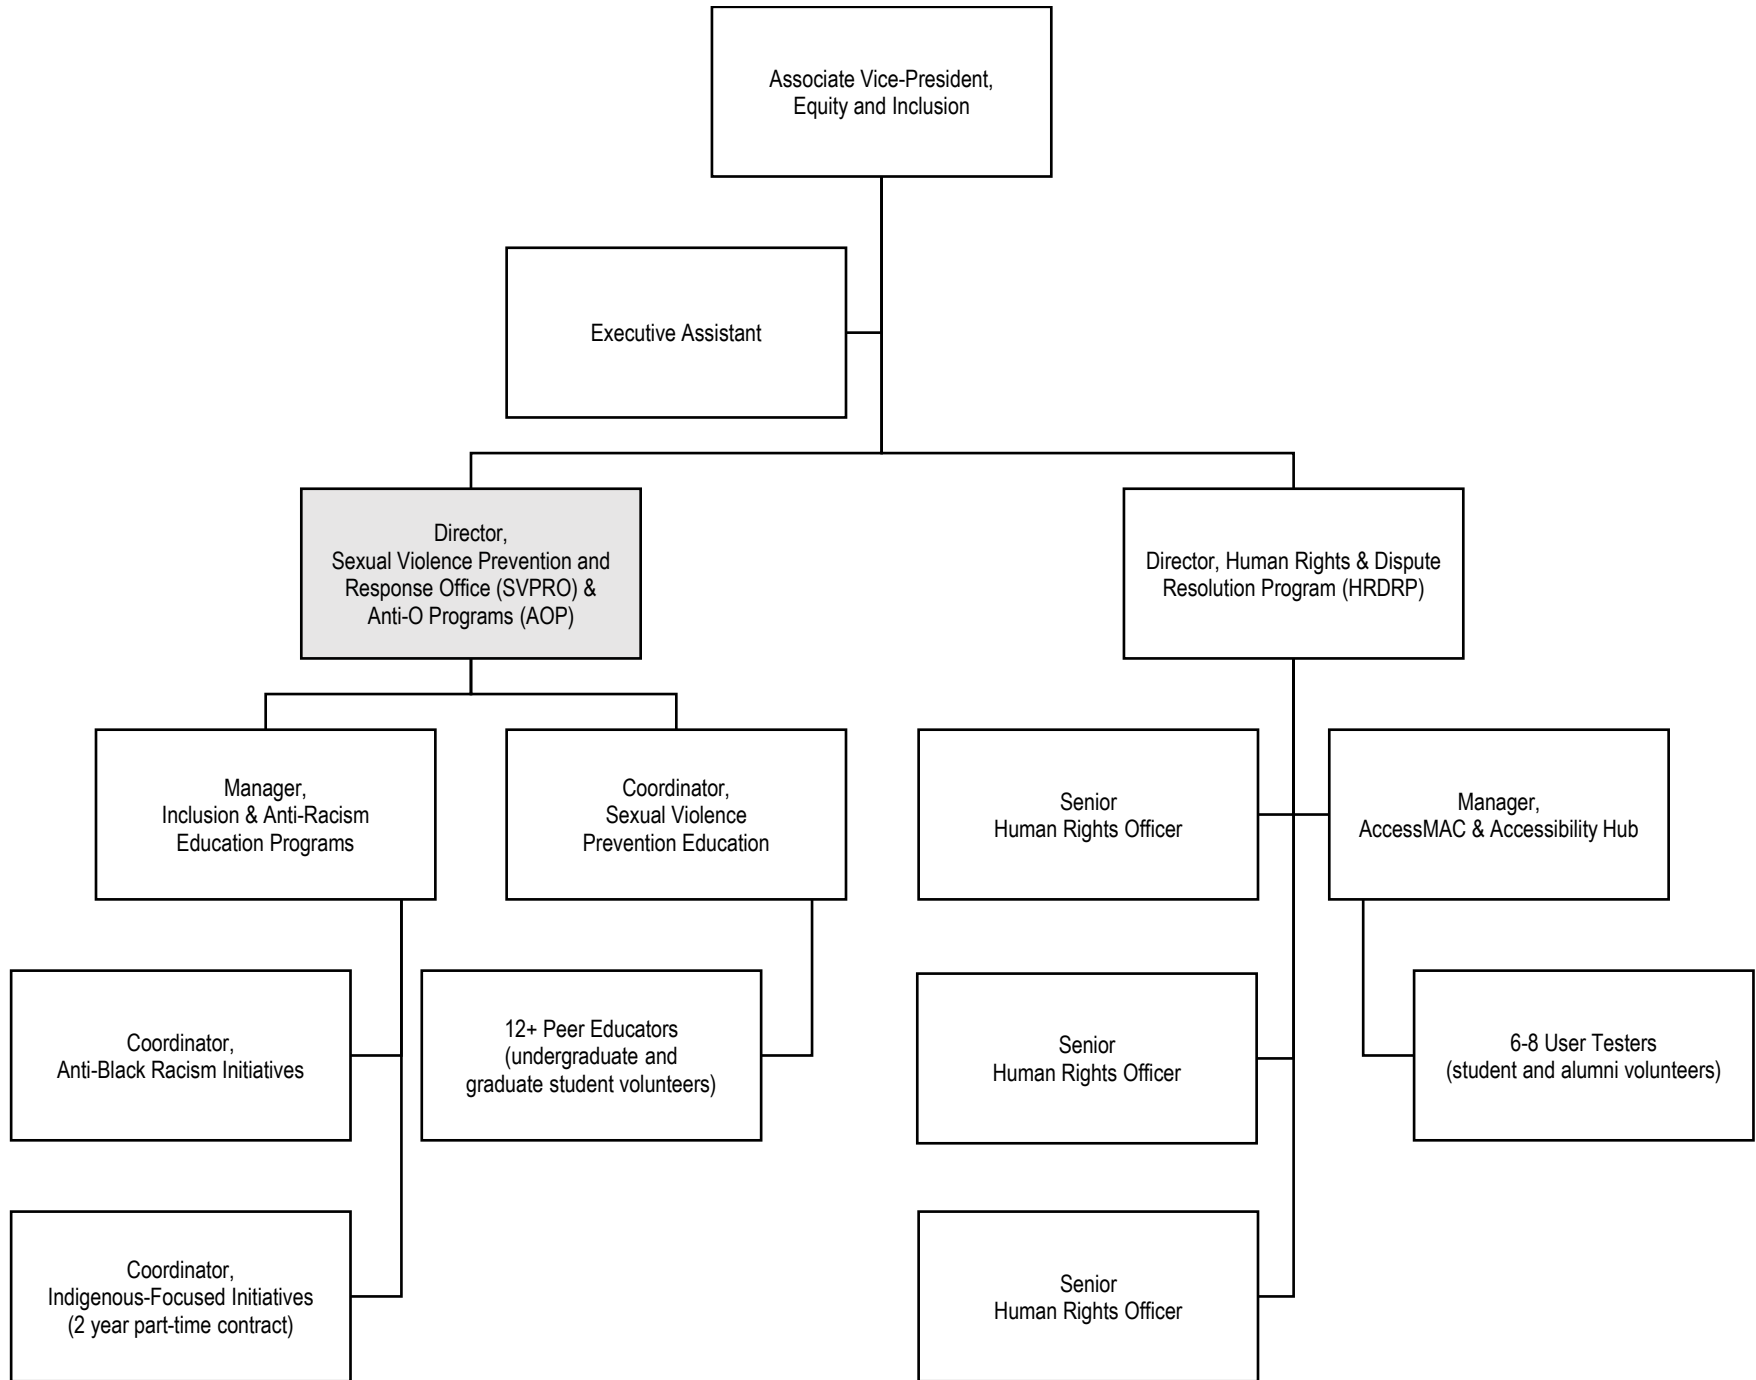 Associate Vice-President,
Equity and Inclusion
Executive Assistant
Director,
Sexual Violence Prevention and
Response Office (SVPRO) &
Anti-O Programs (AOP)
Director, Human Rights & Dispute
Resolution Program (HRDRP)
Manager,
Inclusion & Anti-Racism
Education Programs
Coordinator,
Sexual Violence
Prevention Education
Senior
Human Rights Officer
Manager,
AccessMAC & Accessibility Hub
Coordinator,
Anti-Black Racism Initiatives
12+ Peer Educators
(undergraduate and
graduate student volunteers)
Senior
Human Rights Officer
6-8 User Testers
(student and alumni volunteers)
Coordinator,
Indigenous-Focused Initiatives
(2 year part-time contract)
Senior
Human Rights Officer